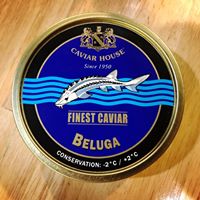 CAVIAR HOUSE
Since 1950
FINEST CAVIAR
BELUGA
CONSERVATION: -2°C / +2°C